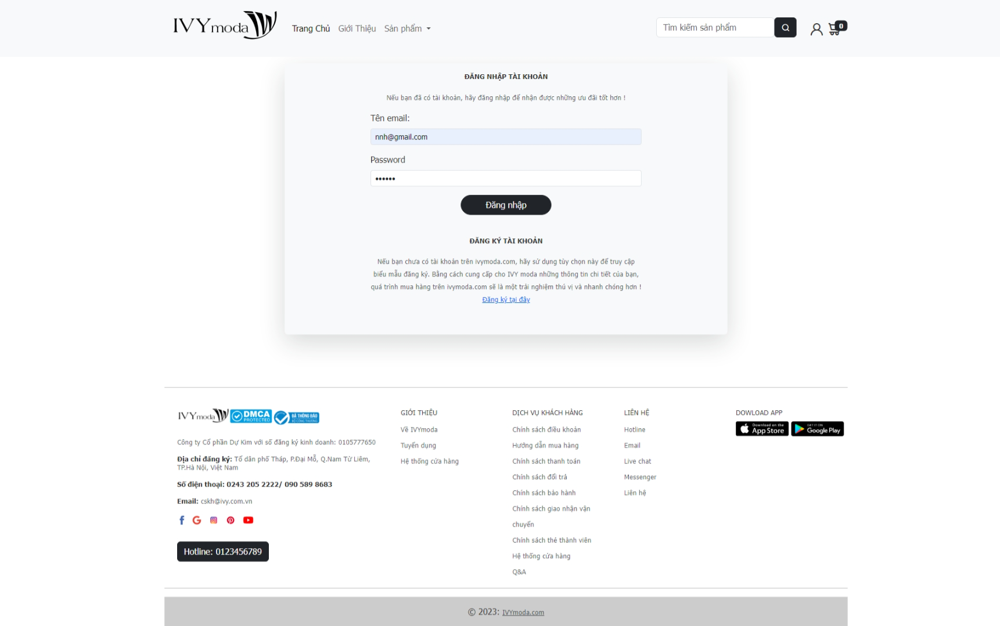 IVY moda
Trang Chủ
Giới Thiệu
Sản phẩm
Tìm kiếm sản phẩm
0
ĐĂNG NHẬP TÀI KHOẢN
Nếu bạn đã có tài khoản, hãy đăng nhập để nhận được những ưu đãi tốt hơn !
Tên email:
nnh@gmail.com
Password
••••••
Đăng nhập
ĐĂNG KÝ TÀI KHOẢN
Nếu bạn chưa có tài khoản trên ivymoda.com, hãy sử dụng tùy chọn này để truy cập
biểu mẫu đăng ký. Bằng cách cung cấp cho IVY moda những thông tin chi tiết của bạn,
quá trình mua hàng trên ivymoda.com sẽ là một trải nghiệm thú vị và nhanh chóng hơn !
Đăng ký tại đây
IVY moda
DMCA
PROTECTED
ĐÃ THÔNG BÁO
BỘ CÔNG THƯƠNG
Công ty Cổ phần Dự Kim với số đăng ký kinh doanh: 0105777650
Địa chỉ đăng ký: Tổ dân phố Tháp, P.Đại Mỗ, Q.Nam Từ Liêm,
TP.Hà Nội, Việt Nam
Số điện thoại: 0243 205 2222/ 090 589 8683
Email: cskh@ivy.com.vn
Hotline: 0123456789
GIỚI THIỆU
Về IVYmoda
Tuyển dụng
Hệ thống cửa hàng
DỊCH VỤ KHÁCH HÀNG
Chính sách điều khoản
Hướng dẫn mua hàng
Chính sách thanh toán
Chính sách đổi trả
Chính sách bảo hành
Chính sách giao nhận vận
chuyển
Chính sách thẻ thành viên
Hệ thống cửa hàng
Q&A
LIÊN HỆ
Hotline
Email
Live chat
Messenger
Liên hệ
DOWLOAD APP
Download on the
App Store
GET IT ON
Google Play
© 2023: IVYmoda.com